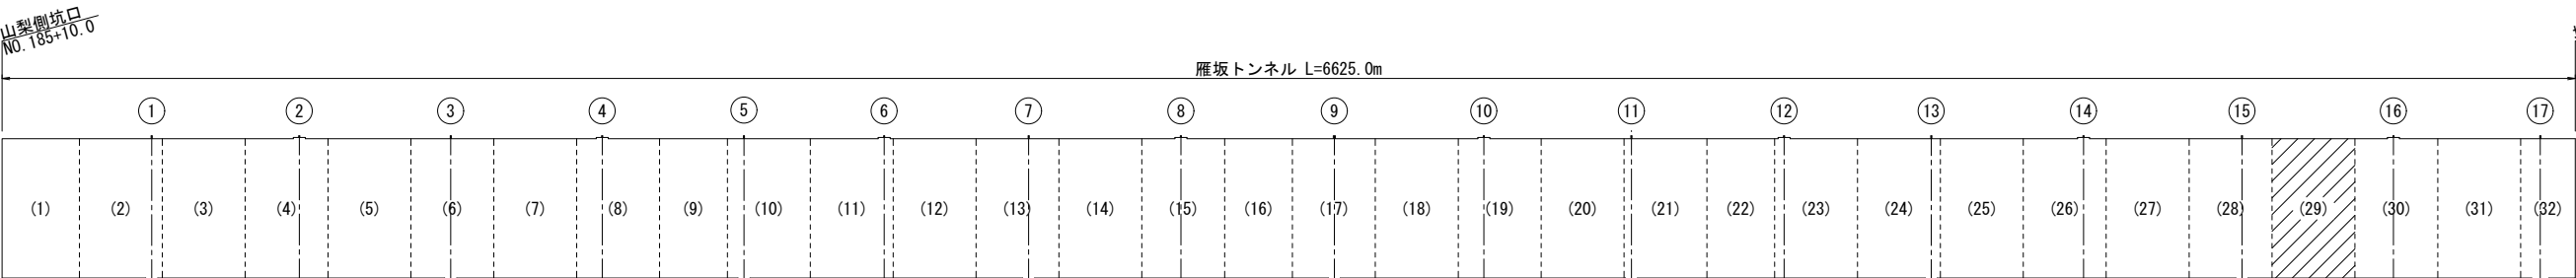 山梨側坑口
NO.185+10.0
雁坂トンネル L=6625.0m
① ② ③ ④ ⑤ ⑥ ⑦ ⑧ ⑨ ⑩ ⑪ ⑫ ⑬ ⑭ ⑮ ⑯ ⑰
(1) (2) (3) (4) (5) (6) (7) (8) (9) (10) (11) (12) (13) (14) (15) (16) (17) (18) (19) (20) (21) (22) (23) (24) (25) (26) (27) (28) (29) (30) (31) (32)